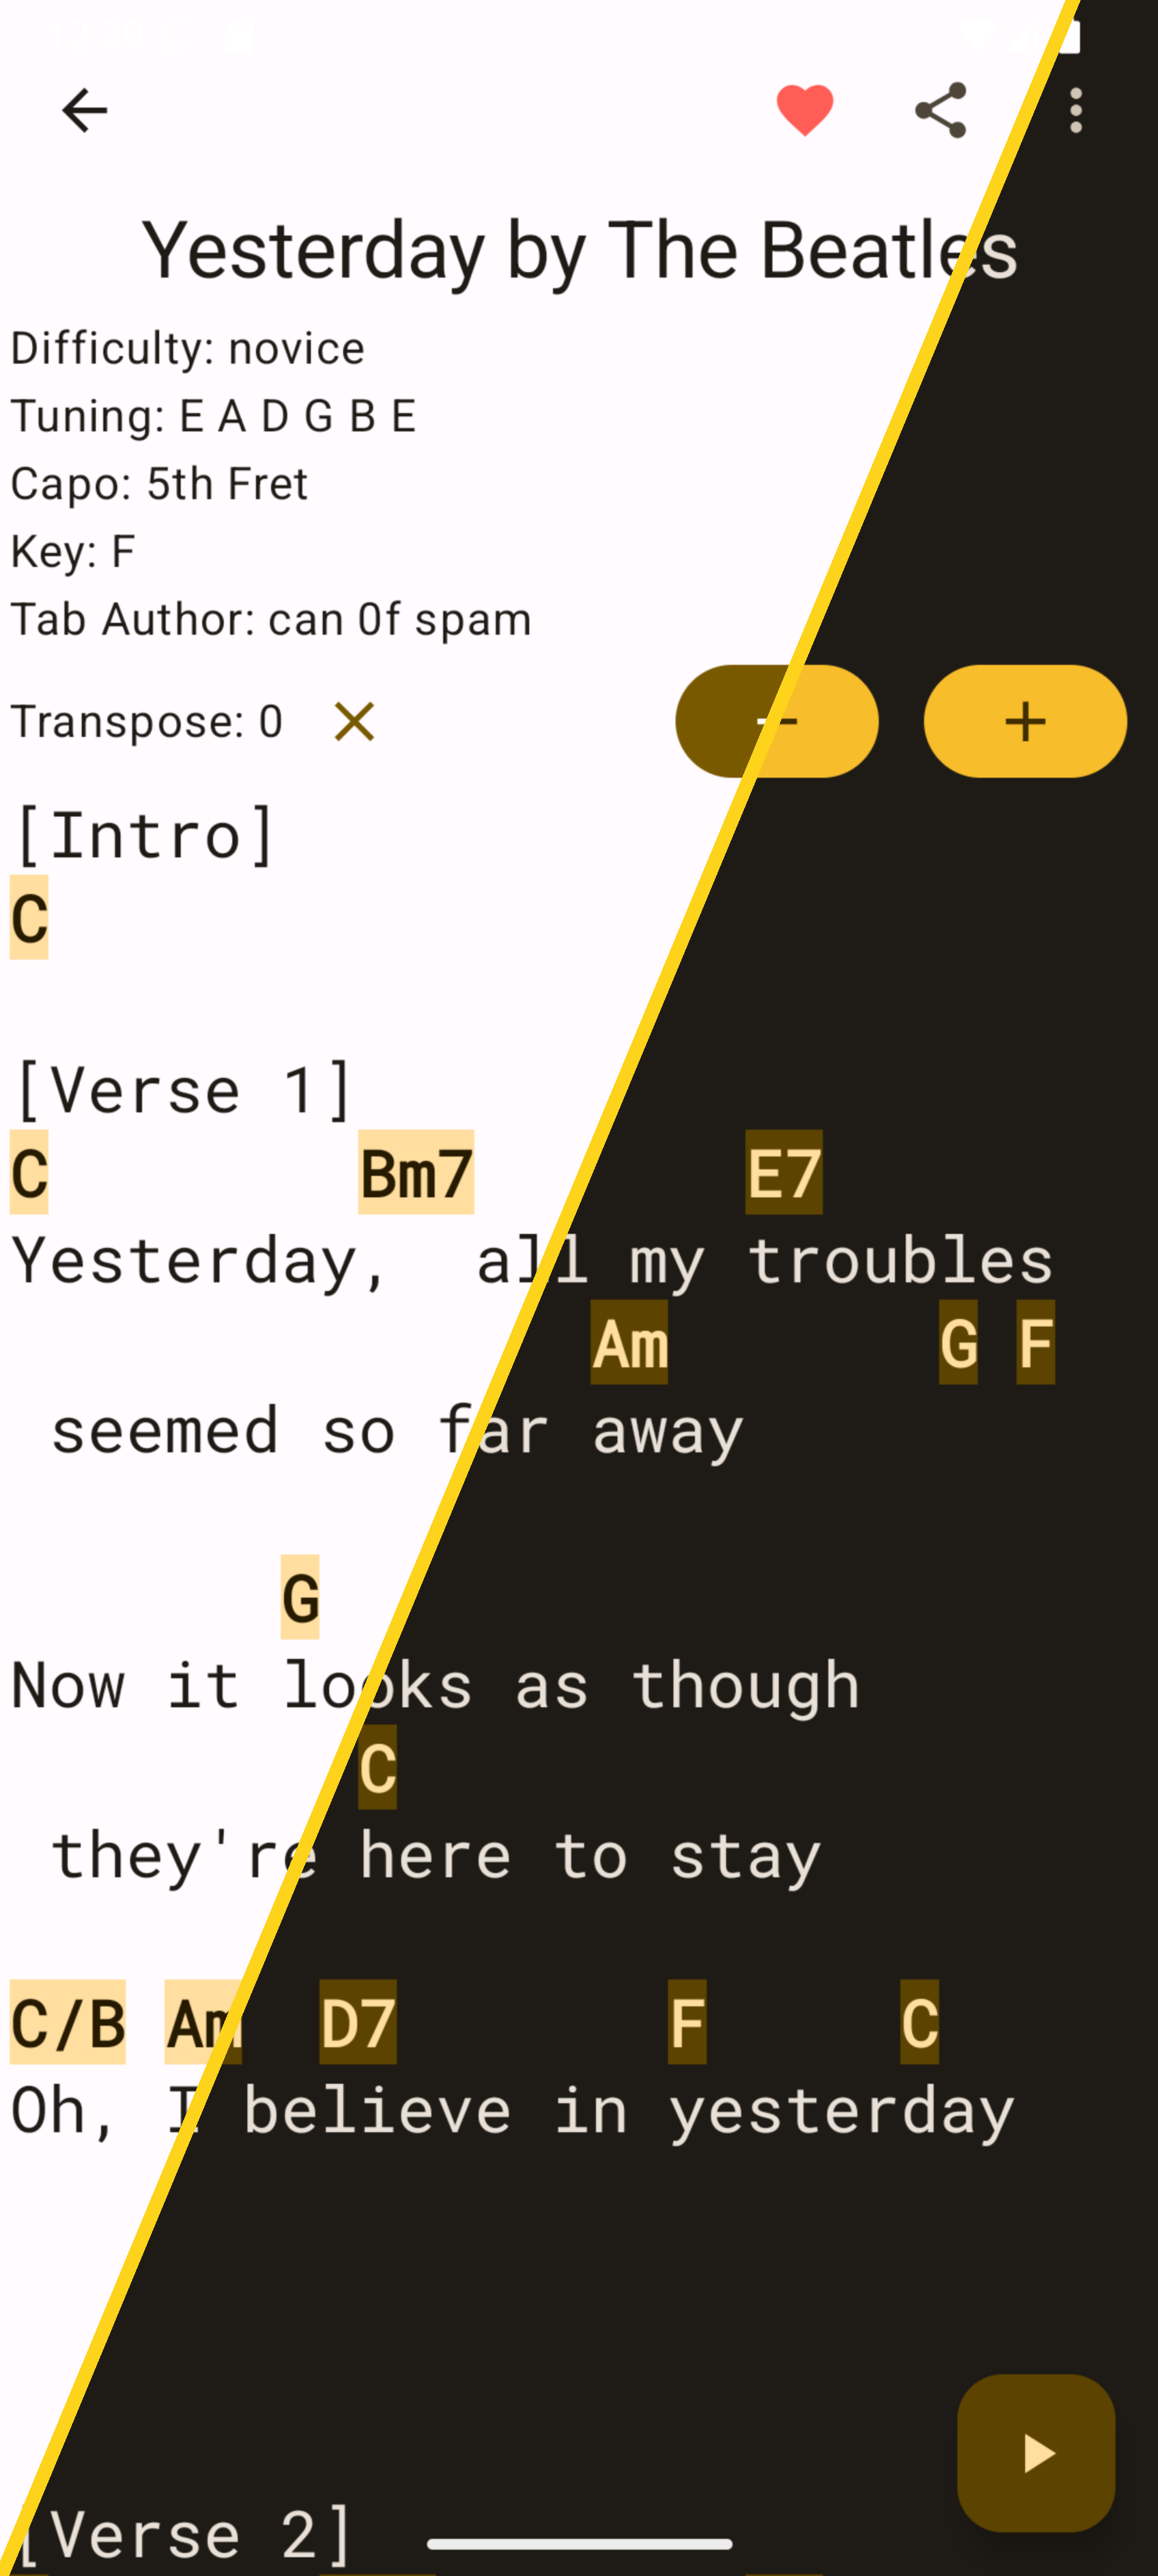 Yesterday by The Beatles
Difficulty: novice
Tuning: E A D G B E
Capo: 5th Fret
Key: F
Tab Author: can 0f spam
Transpose: 0
[Intro]
C
[Verse 1]
C Bm7 E7
Yesterday, all my troubles
Am G F
seemed so far away
G
Now it looks as though
C
they're here to stay
C/B Am D7 F C
Oh, I believe in yesterday
[Verse 2]